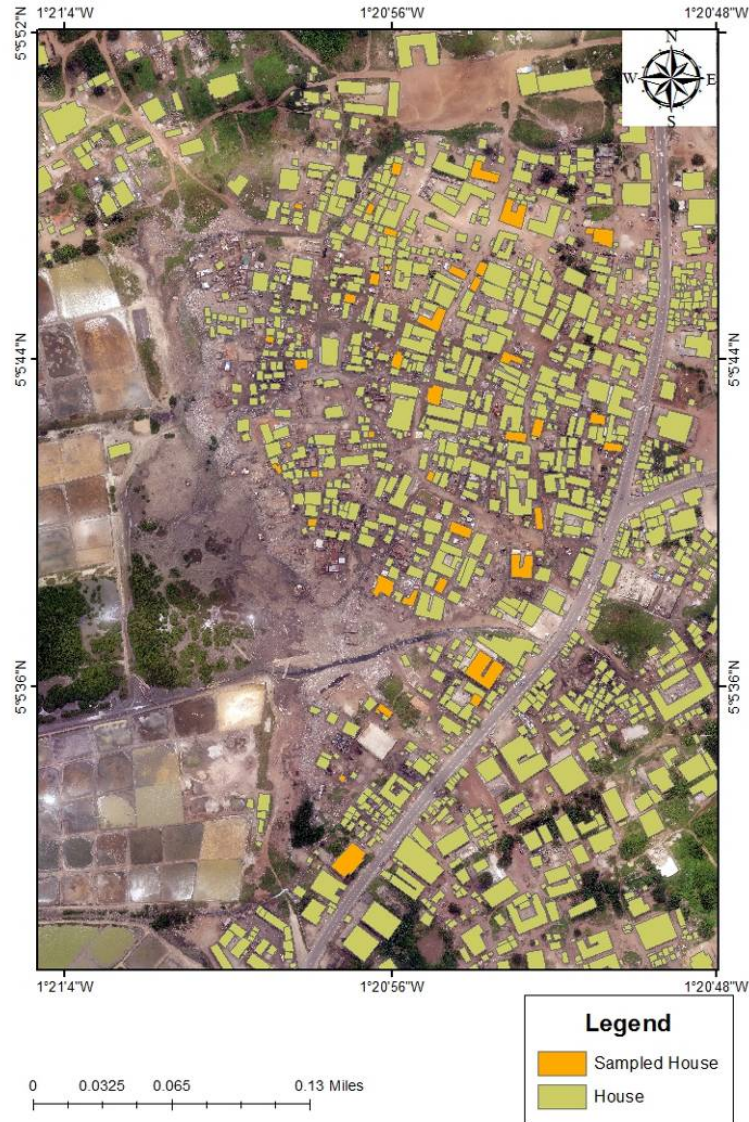 1°21'4"W 1°20'56"W 1°20'48"W
5°5'52"N
N
W E
S
5°5'44"N 5°5'44"N
5°5'36"N 5°5'36"N
1°21'4"W 1°20'56"W 1°20'48"W
Legend
Sampled House
House
0 0.0325 0.065 0.13 Miles